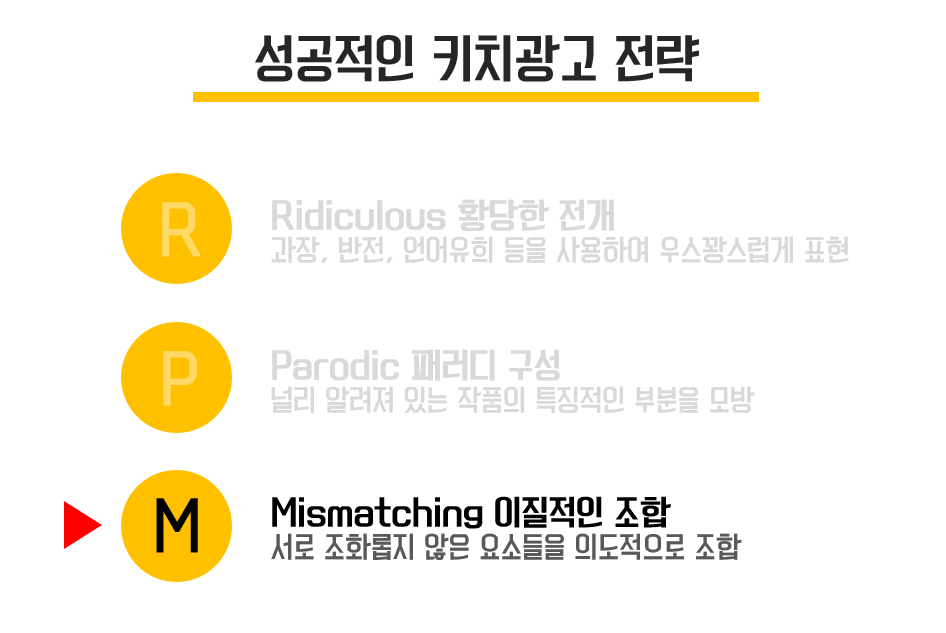 성공적인 키치광고 전략
R
Ridiculous 황당한 전개
과장, 반전, 언어유희 등을 사용하여 우스꽝스럽게 표현
P
Parodic 패러디 구성
널리 알려져 있는 작품의 특징적인 부분을 모방
M
Mismatching 이질적인 조합
서로 조화롭지 않은 요소들을 의도적으로 조합